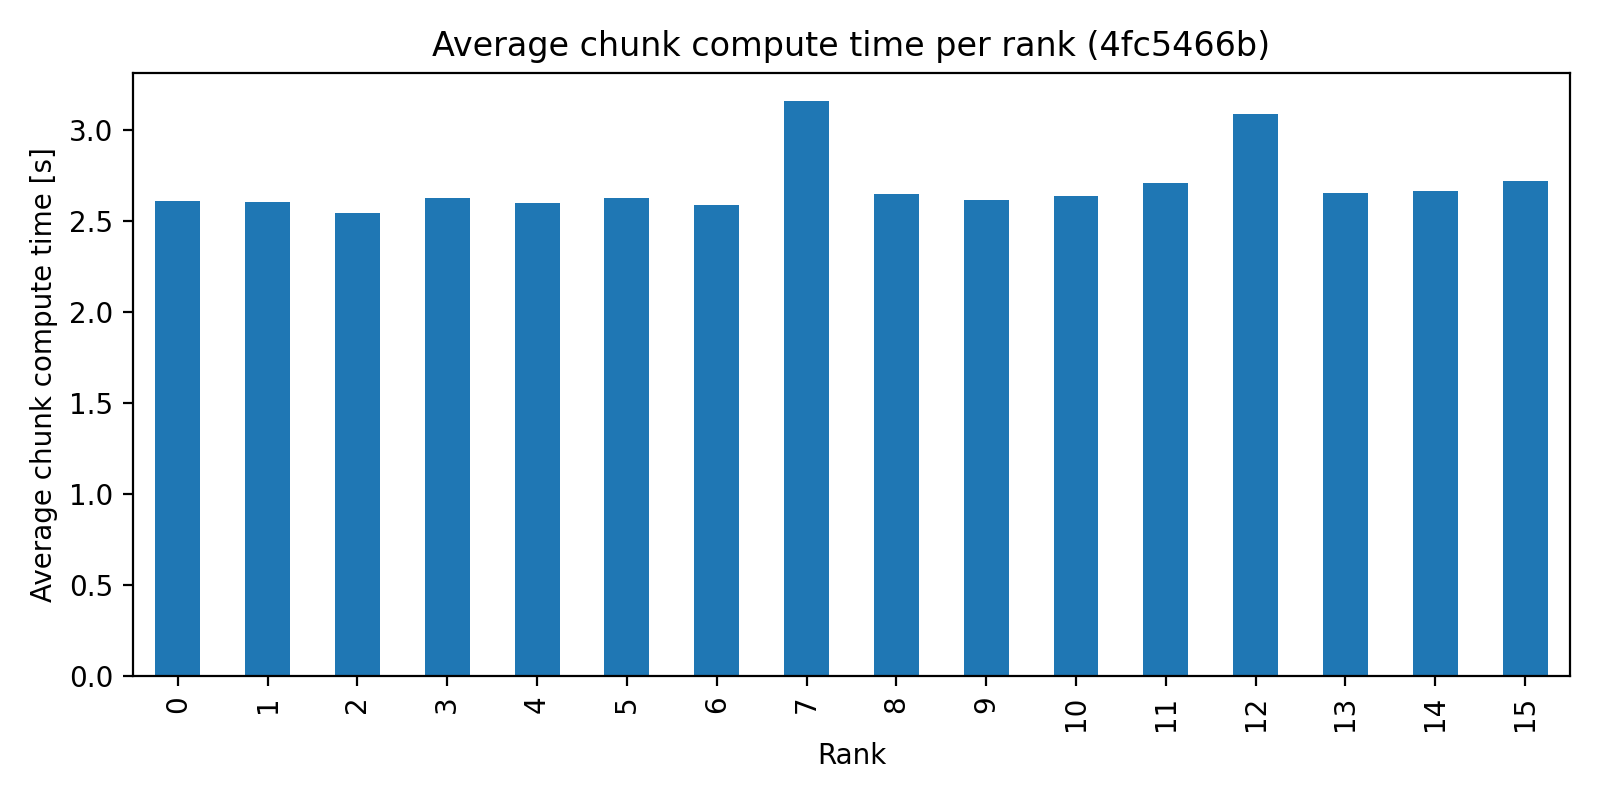 Average chunk compute time per rank (4fc5466b)
Average chunk compute time [s]
3.0
2.5
2.0
1.5
1.0
0.5
0.0
0 1 2 3 4 5 6 7 8 9 10 11 12 13 14 15
Rank